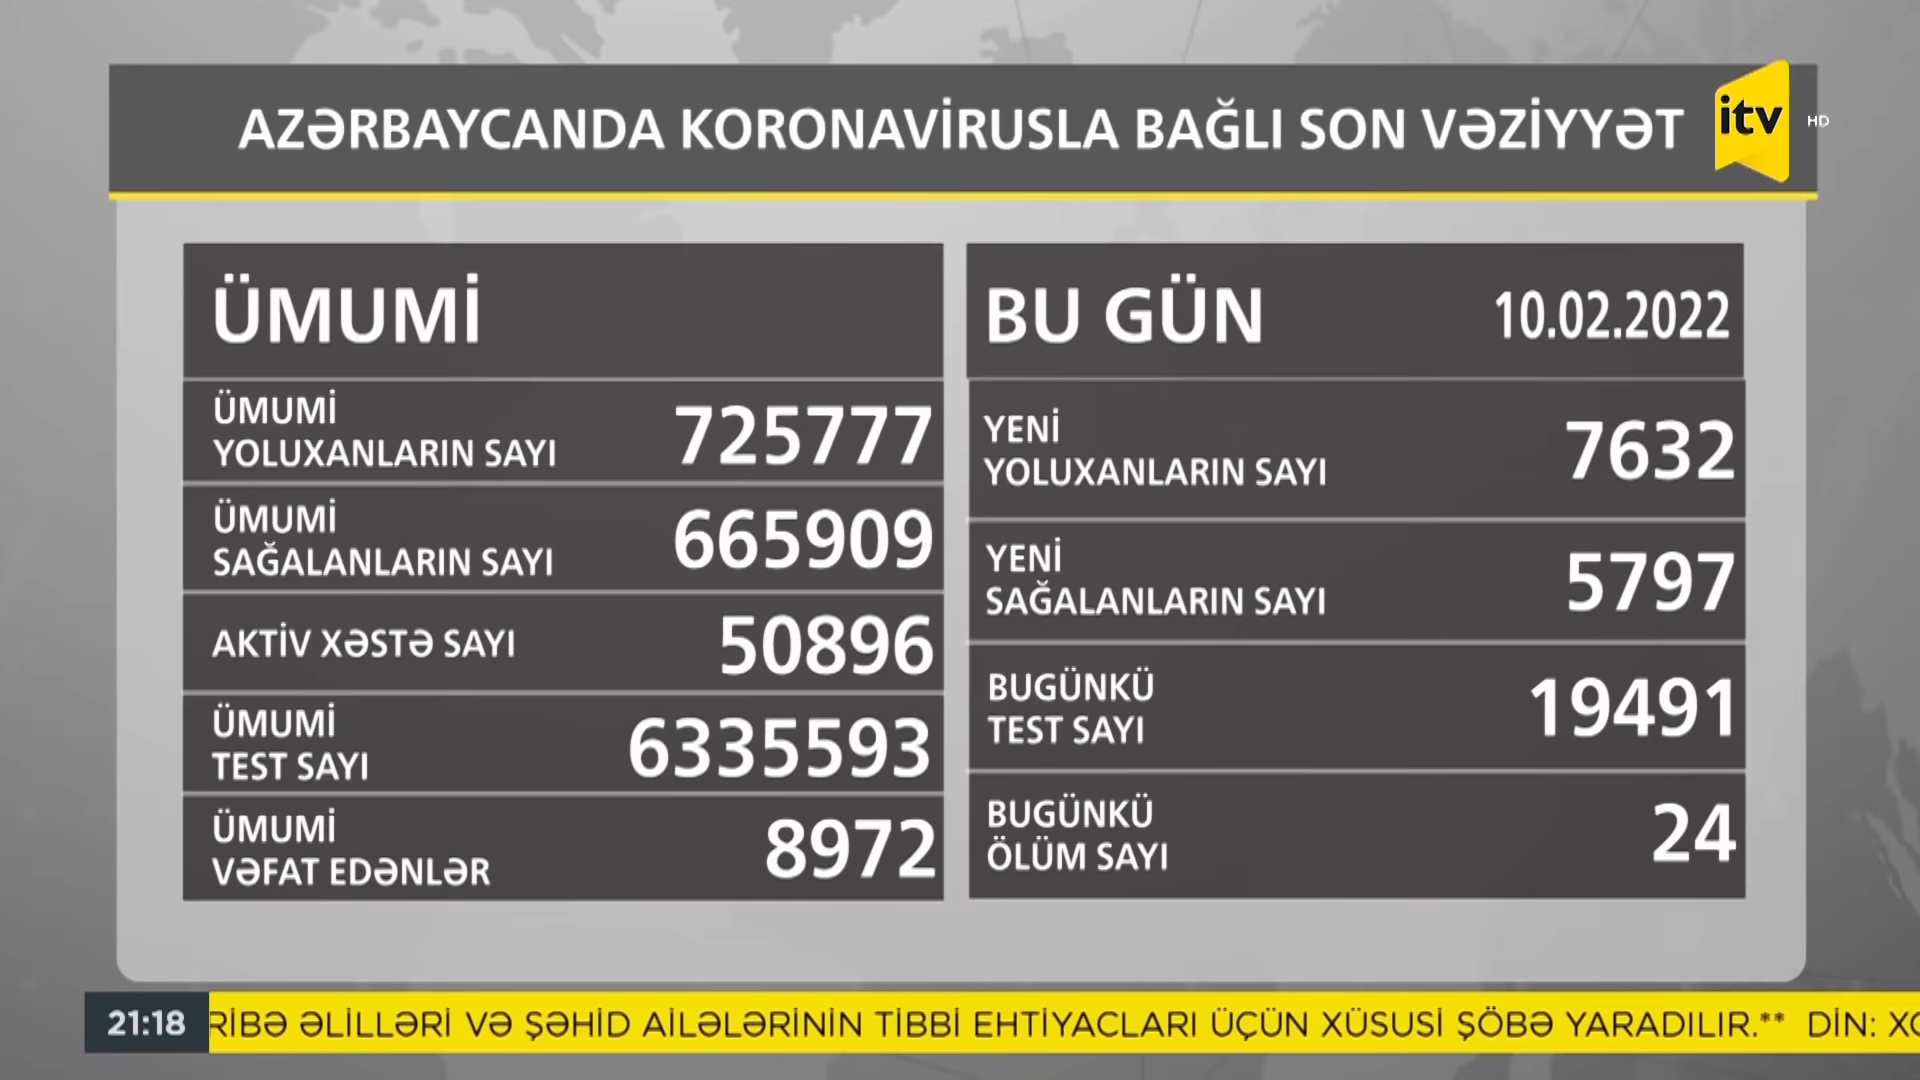 AZƏRBAYCANDA KORONAVİRUSLA BAĞLI SON VƏZİYYƏT
itv HD
ÜMUMİ
ÜMUMİ
YOLUXANLARIN SAYI 725777
ÜMUMİ
SAĞALANLARIN SAYI 665909
AKTİV XƏSTƏ SAYI 50896
ÜMUMİ
TEST SAYI 6335593
ÜMUMİ
VƏFAT EDƏNLƏR 8972
BU GÜN 10.02.2022
YENİ
YOLUXANLARIN SAYI 7632
YENİ
SAĞALANLARIN SAYI 5797
BUGÜNKÜ
TEST SAYI 19491
BUGÜNKÜ
ÖLÜM SAYI 24
21:18 RİBƏ ƏLİLLƏRİ VƏ ŞƏHİD AİLƏLƏRİNİN TİBBİ EHTİYACLARI ÜÇÜN XÜSUSİ ŞÖBƏ YARADILIR.** DİN: